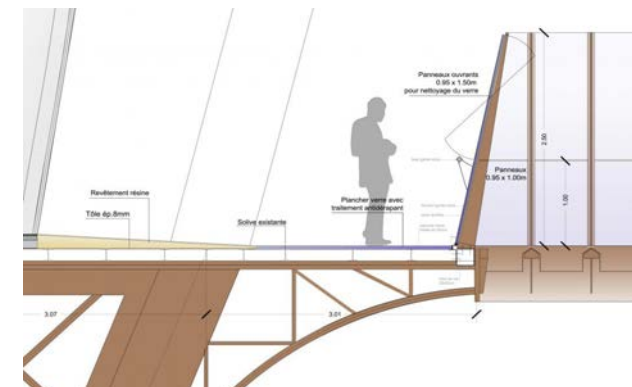 Panneaux ouvrants
0.95 x 1.50m
pour nettoyage du verre
2.50
Panneaux
0.95 x 1.00m
1.00
Revêtement résine
Plancher verre avec
traitement antidérapant
Tôle ép.8mm
Solive existante
3.07
3.01